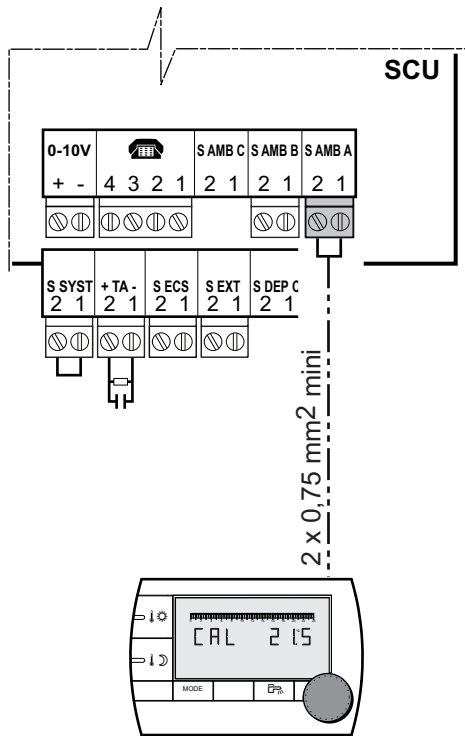 SCU
0-10V S AMB C S AMB B S AMB A
+ - 4 3 2 1 2 1 2 1 2 1
S SYST + TA - S ECS S EXT S DEP C
2 1 2 1 2 1 2 1 2 1
2 x 0,75 mm² mini
CAL 21.5
MODE